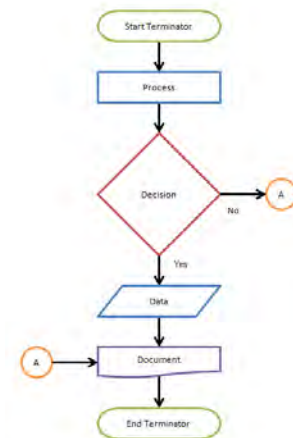 Start Terminator
Process
Decision
A
No
Yes
Data
A
Document
End Terminator